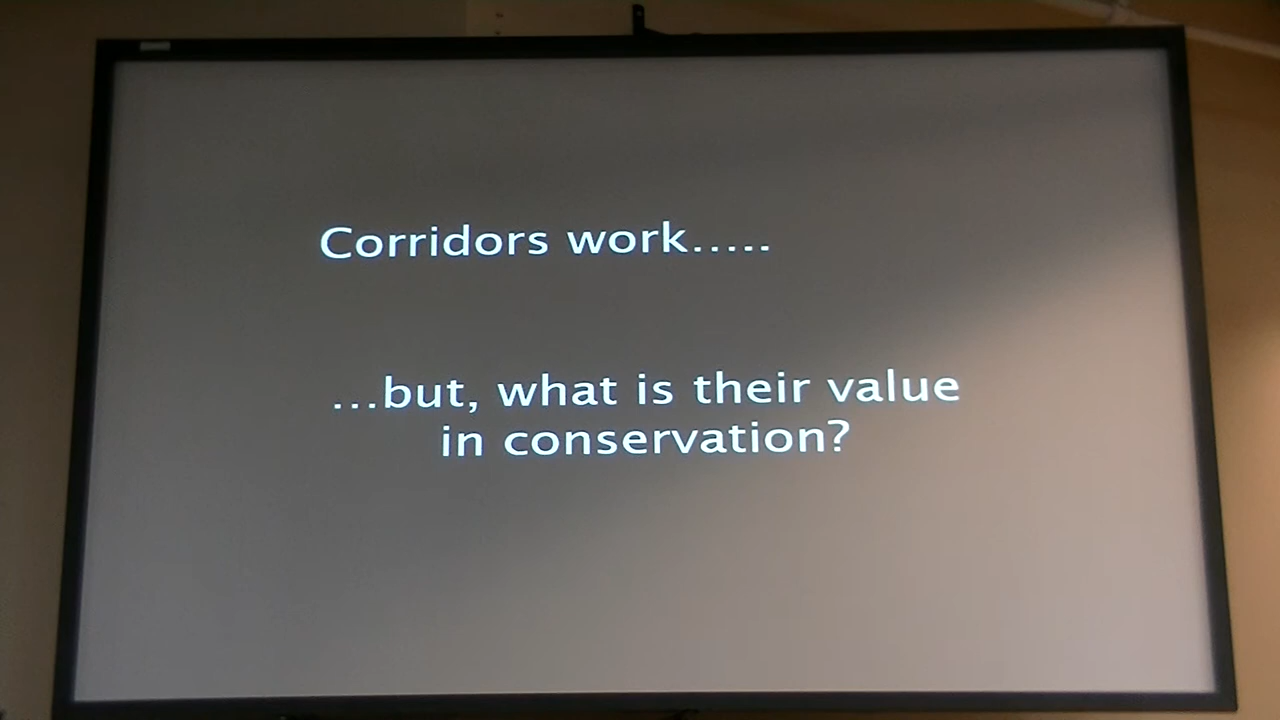 Corridors work.....
...but, what is their value
in conservation?